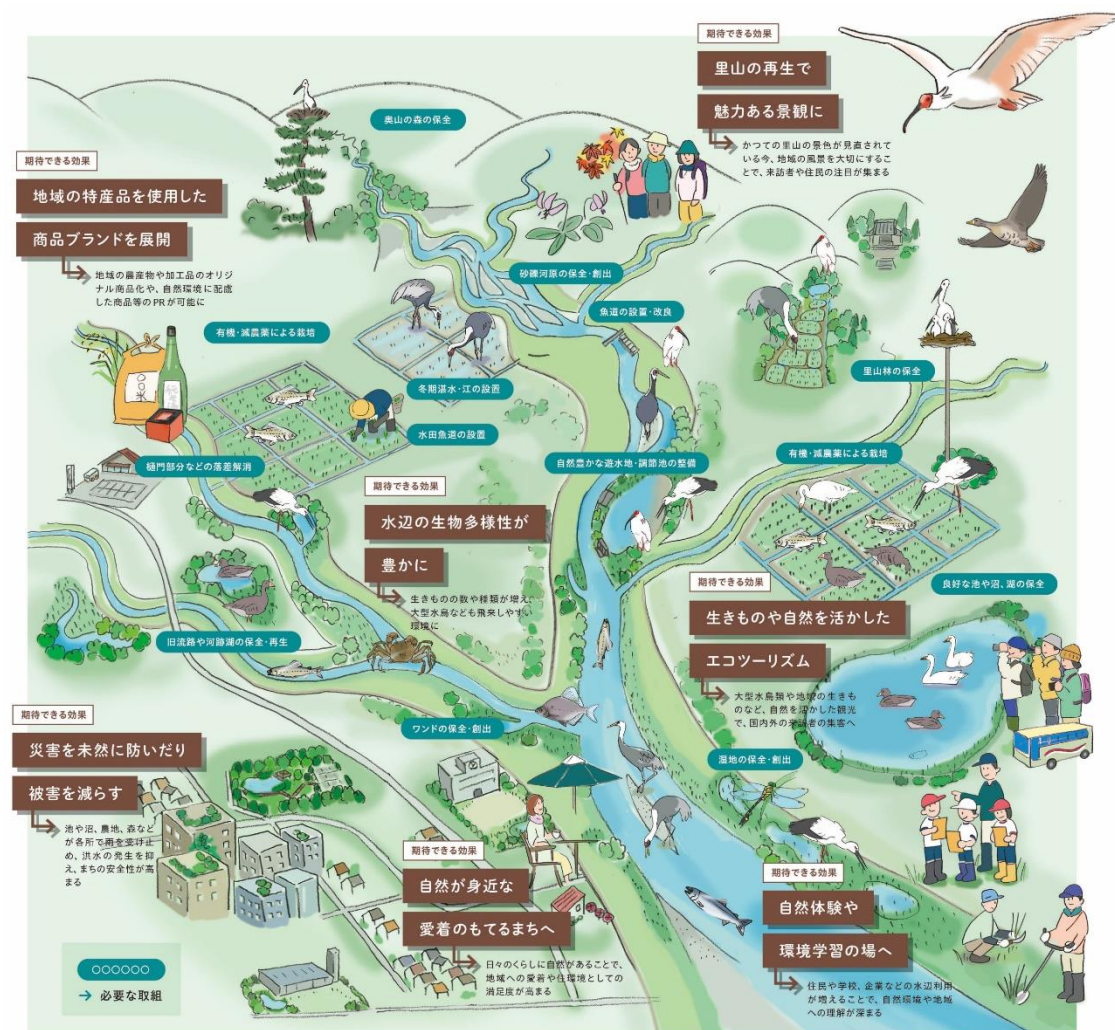 期待できる効果
里山の再生で
魅力ある景観に
かつての里山の景色が見直されて
いる今、地域の風景を大切にするこ
とで、来訪者や住民の注目が集まる
奥山の森の保全
期待できる効果
地域の特産品を使用した
商品ブランドを展開
地域の農産物や加工品のオリジ
ナル商品化や、自然環境に配慮
した商品等のPRが可能に
砂礫河原の保全・創出
魚道の設置・改良
有機・減農薬による栽培
〇〇米
冬期湛水・江の設置
里山林の保全
水田魚道の設置
樋門部分などの落差解消
自然豊かな遊水地・調節池の整備
有機・減農薬による栽培
期待できる効果
水辺の生物多様性が
豊かに
生きものの数や種類が増え、
大型水鳥なども飛来しやすい
環境に
良好な池や沼、湖の保全
期待できる効果
生きものや自然を活かした
エコツーリズム
大型水鳥類や地域の生きも
のなど、自然を活かした観光
で、国内外の来訪者の集客へ
旧流路や河跡湖の保全・再生
ワンドの保全・創出
湿地の保全・創出
期待できる効果
災害を未然に防いだり
被害を減らす
池や沼、農地、森など
が各所で雨を受け止
め、洪水の発生を抑
え、まちの安全性が高
まる
期待できる効果
自然が身近な
愛着のもてるまちへ
日々のくらしに自然があることで、
地域への愛着や住環境としての
満足度が高まる
期待できる効果
自然体験や
環境学習の場へ
住民や学校、企業などの水辺利用
が増えることで、自然環境や地域
への理解が深まる
○○○○○○
→ 必要な取組